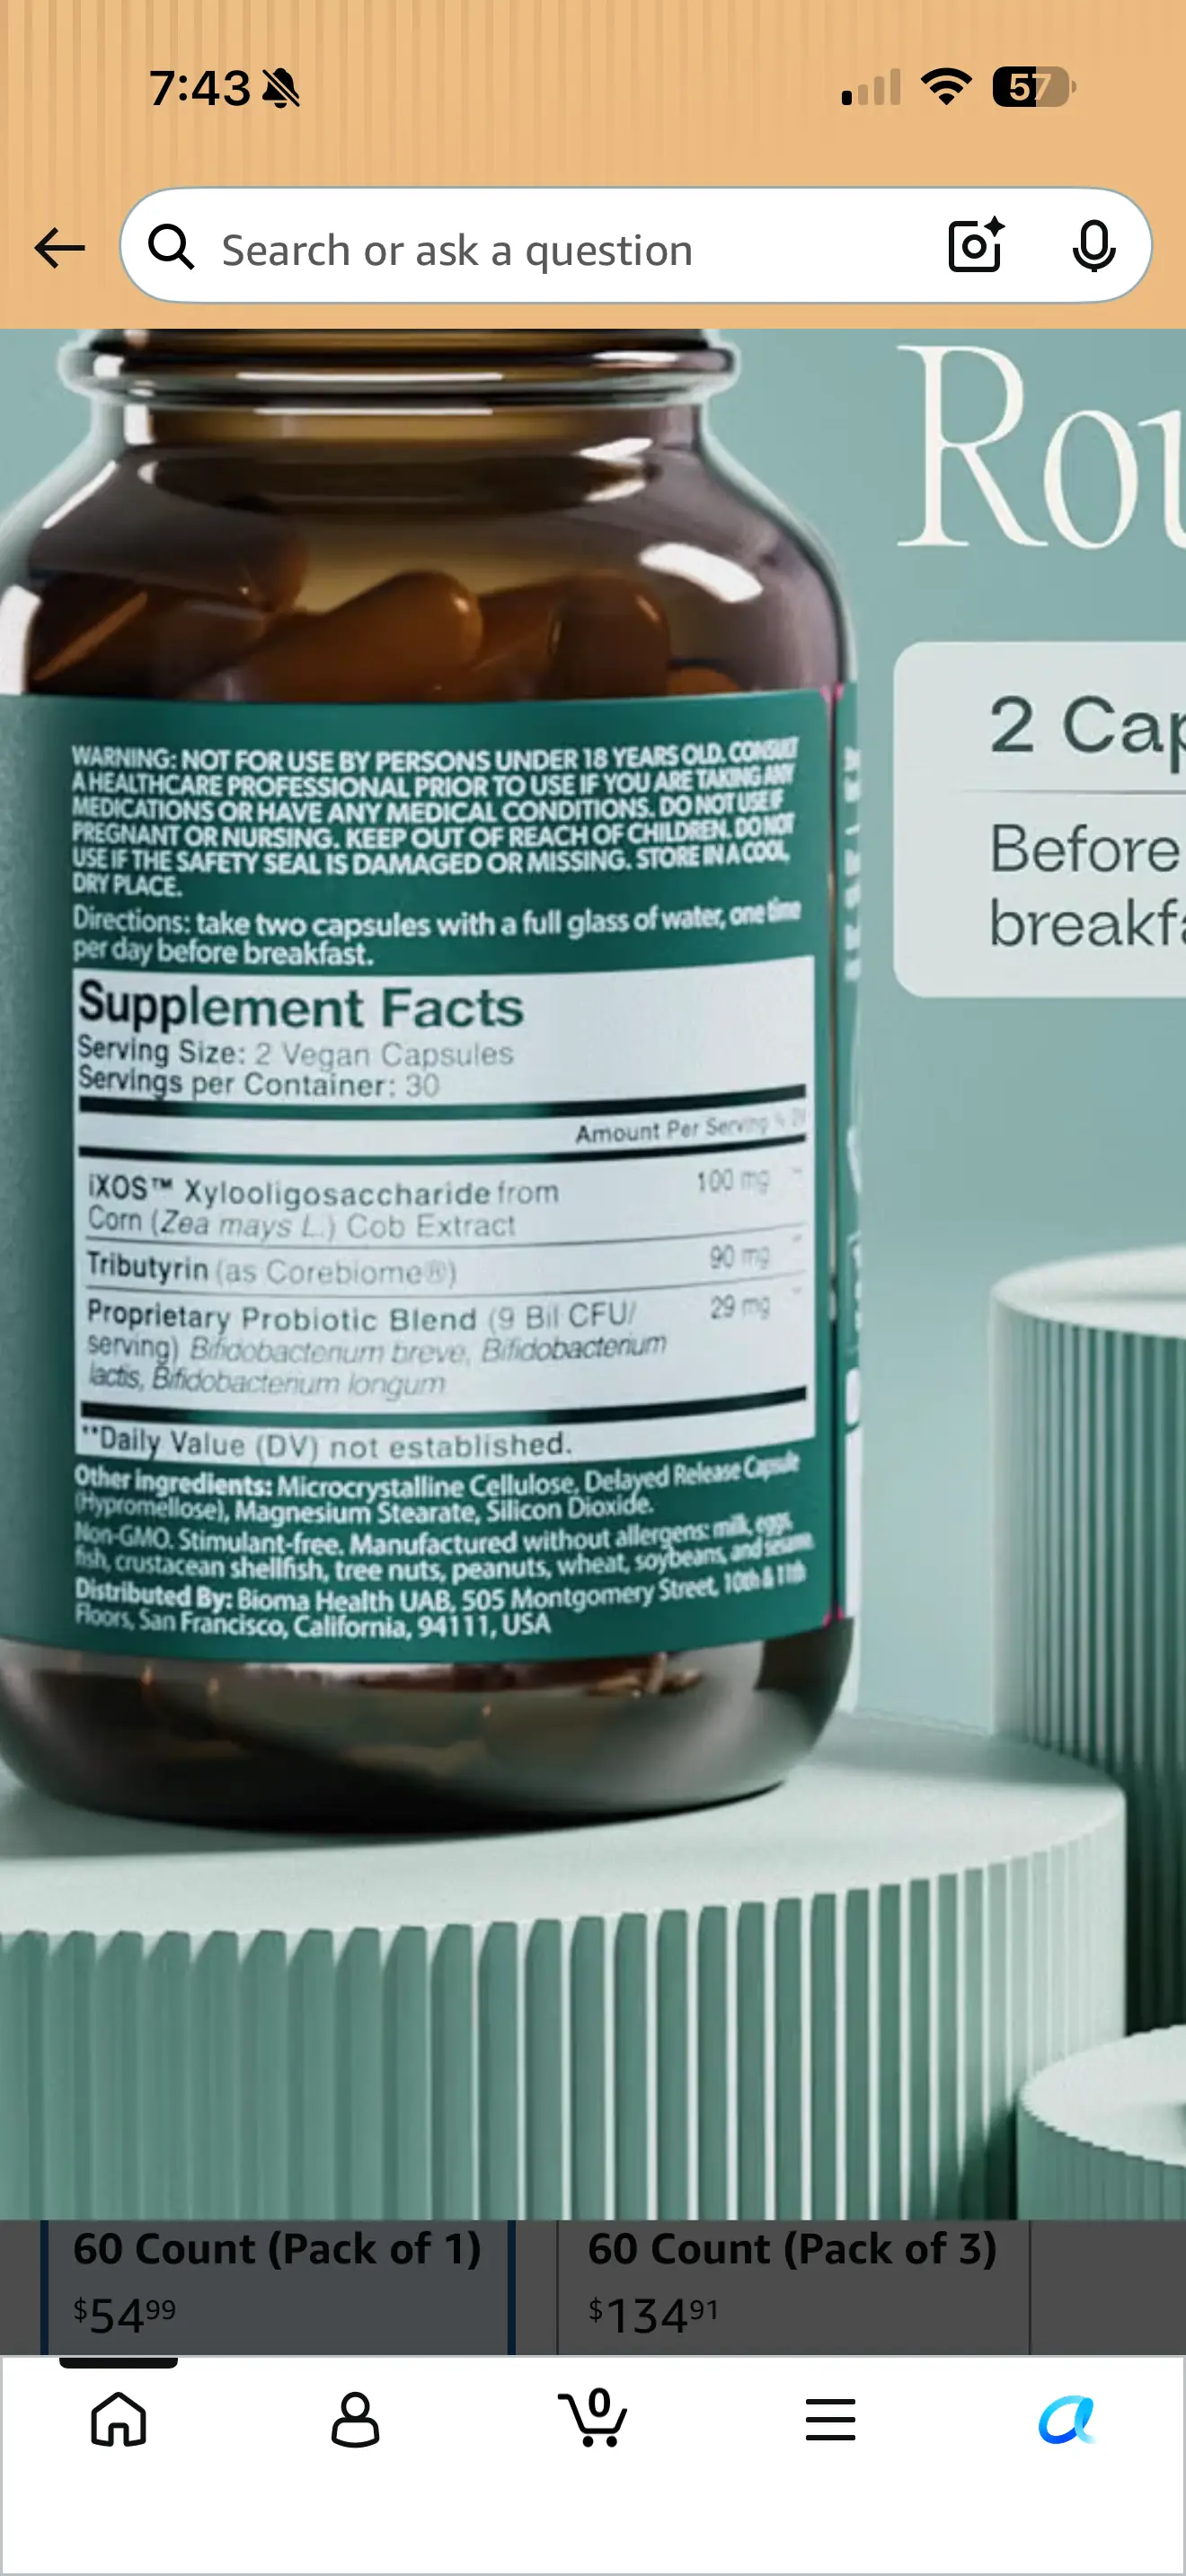 7:43
57
Search or ask a question
Rou
2 Cap
Before
breakfa
WARNING: NOT FOR USE BY PERSONS UNDER 18 YEARS OLD. CONSULT
A HEALTHCARE PROFESSIONAL PRIOR TO USE IF YOU ARE TAKING ANY
MEDICATIONS OR HAVE ANY MEDICAL CONDITIONS. DO NOT USE IF
PREGNANT OR NURSING. KEEP OUT OF REACH OF CHILDREN. DO NOT
USE IF THE SAFETY SEAL IS DAMAGED OR MISSING. STORE IN A COOL,
DRY PLACE.
Directions: take two capsules with a full glass of water, one time
per day before breakfast.
Supplement Facts
Serving Size: 2 Vegan Capsules
Servings per Container: 30
Amount Per Serving % DV
iXOS™ Xylooligosaccharide from 100 mg **
Corn (Zea mays L.) Cob Extract
Tributyrin (as Corebiome®) 90 mg **
Proprietary Probiotic Blend (9 Bil CFU/ 29 mg **
serving) Bifidobacterium breve, Bifidobacterium
lactis, Bifidobacterium longum
**Daily Value (DV) not established.
Other ingredients: Microcrystalline Cellulose, Delayed Release Capsule
(Hypromellose), Magnesium Stearate, Silicon Dioxide.
Non-GMO. Stimulant-free. Manufactured without allergens: milk, eggs,
fish, crustacean shellfish, tree nuts, peanuts, wheat, soybeans, and sesame.
Distributed By: Bioma Health UAB, 505 Montgomery Street, 10th & 11th
Floors, San Francisco, California, 94111, USA
60 Count (Pack of 1)
$5499
60 Count (Pack of 3)
$13491
0